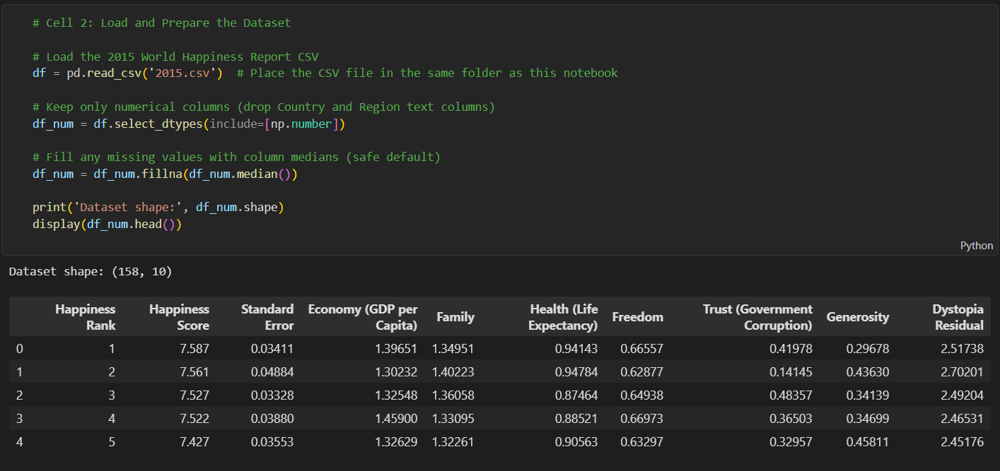 # Cell 2: Load and Prepare the Dataset
# Load the 2015 World Happiness Report CSV
df = pd.read_csv('2015.csv')  # Place the CSV file in the same folder as this notebook
# Keep only numerical columns (drop Country and Region text columns)
df_num = df.select_dtypes(include=[np.number])
# Fill any missing values with column medians (safe default)
df_num = df_num.fillna(df_num.median())
print('Dataset shape:', df_num.shape)
display(df_num.head())
Python
Dataset shape: (158, 10)
Happiness Rank Happiness Score Standard Error Economy (GDP per Capita) Family Health (Life Expectancy) Freedom Trust (Government Corruption) Generosity Dystopia Residual
0 1 7.587 0.03411 1.39651 1.34951 0.94143 0.66557 0.41978 0.29678 2.51738
1 2 7.561 0.04884 1.30232 1.40223 0.94784 0.62877 0.14145 0.43630 2.70201
2 3 7.527 0.03328 1.32548 1.36058 0.87464 0.64938 0.48357 0.34139 2.49204
3 4 7.522 0.03880 1.45900 1.33095 0.88521 0.66973 0.36503 0.34699 2.46531
4 5 7.427 0.03553 1.32629 1.32261 0.90563 0.63297 0.32957 0.45811 2.45176